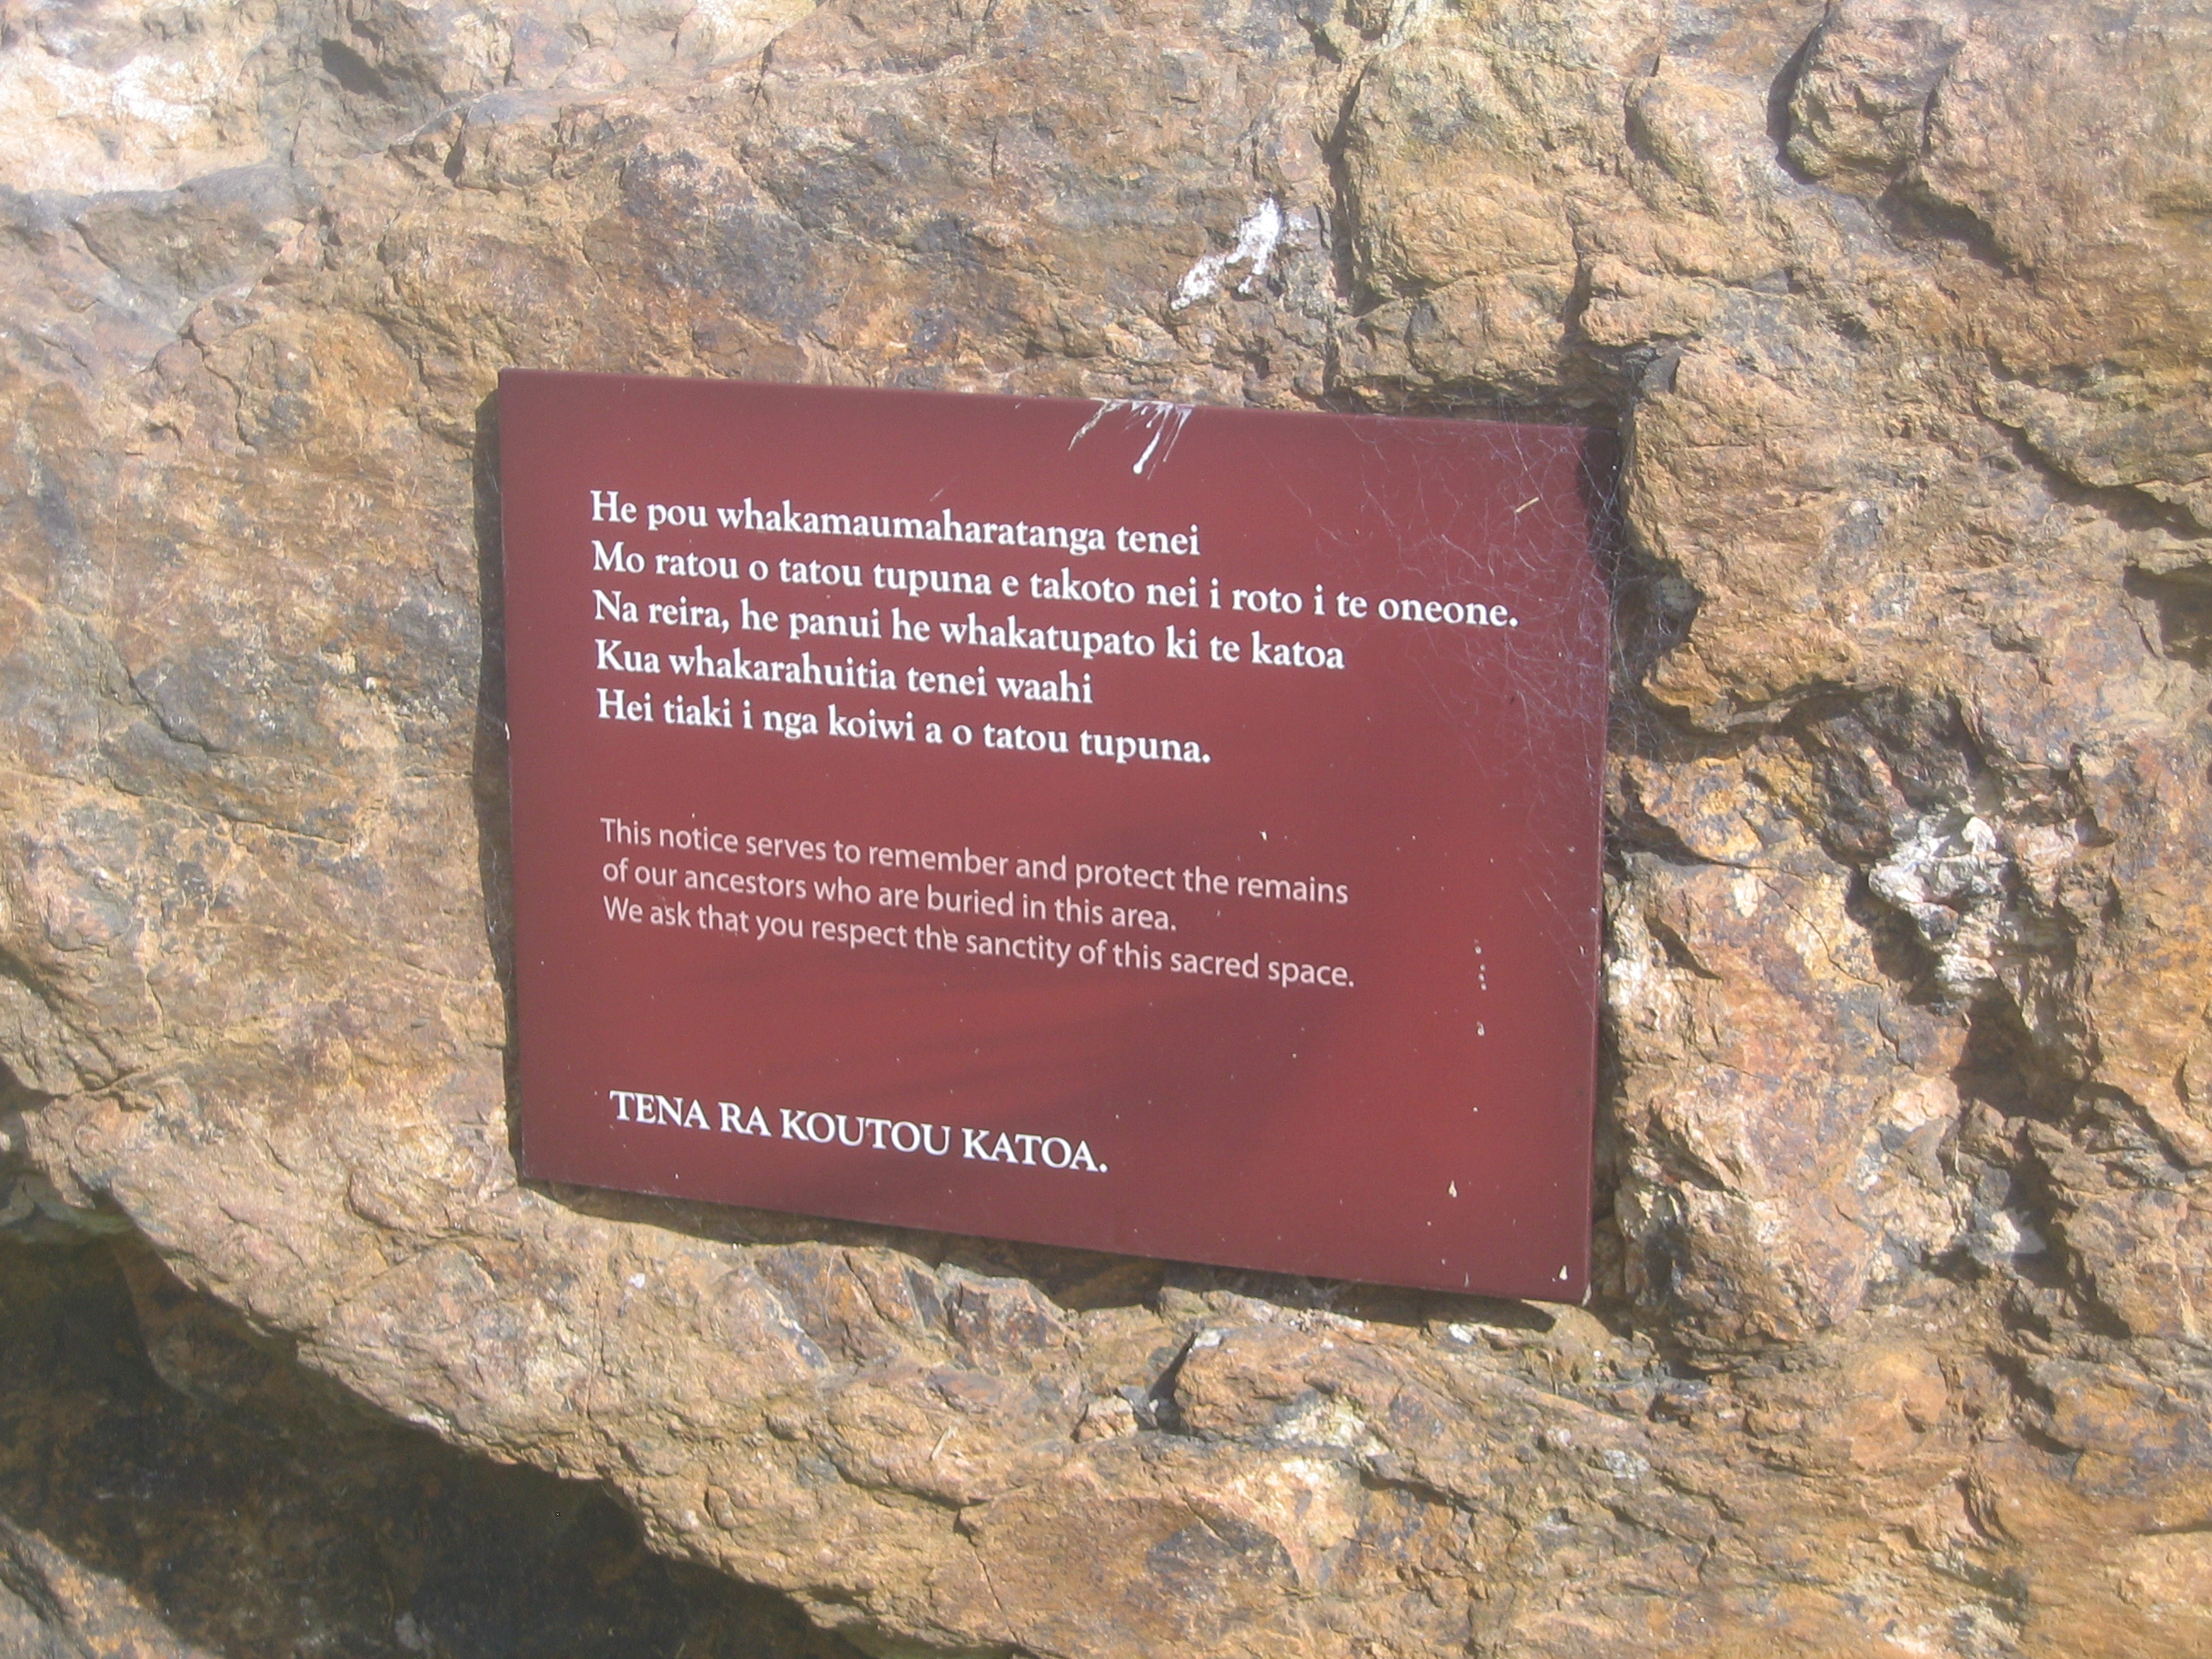 He pou whakamaumaharatanga tenei
Mo ratou o tatou tupuna e takoto nei i roto i te oneone.
Na reira, he panui he whakatupato ki te katoa
Kua whakarahuitia tenei waahi
Hei tiaki i nga koiwi a o tatou tupuna.
This notice serves to remember and protect the remains
of our ancestors who are buried in this area.
We ask that you respect the sanctity of this sacred space.
TENA RA KOUTOU KATOA.